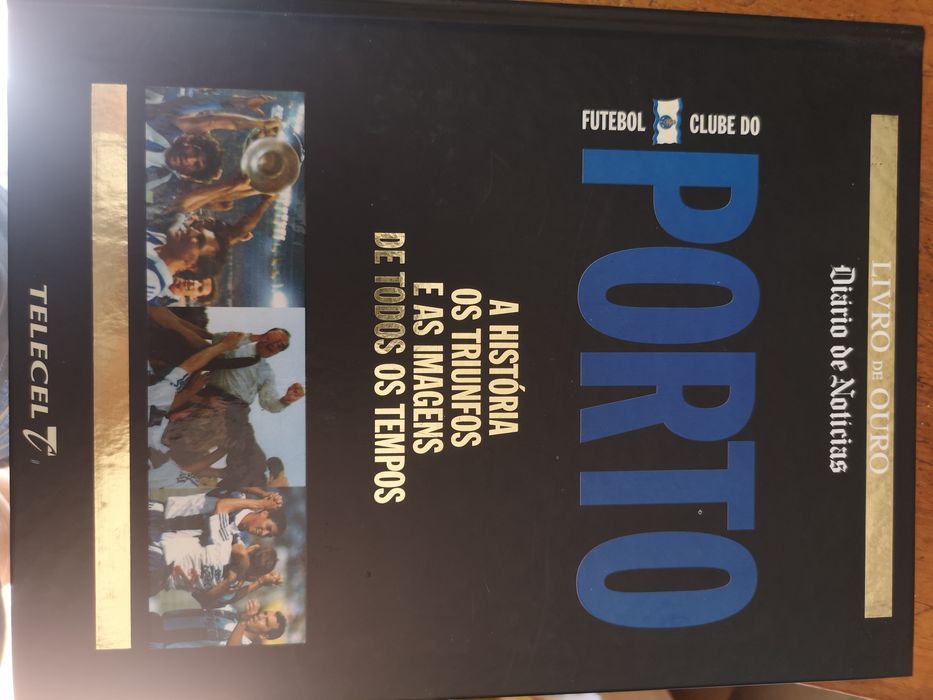 LIVRO DE OURO
Diário de Notícias
FUTEBOL CLUBE DO
PORTO
A HISTÓRIA
OS TRIUNFOS
E AS IMAGENS
DE TODOS OS TEMPOS
TELECEL